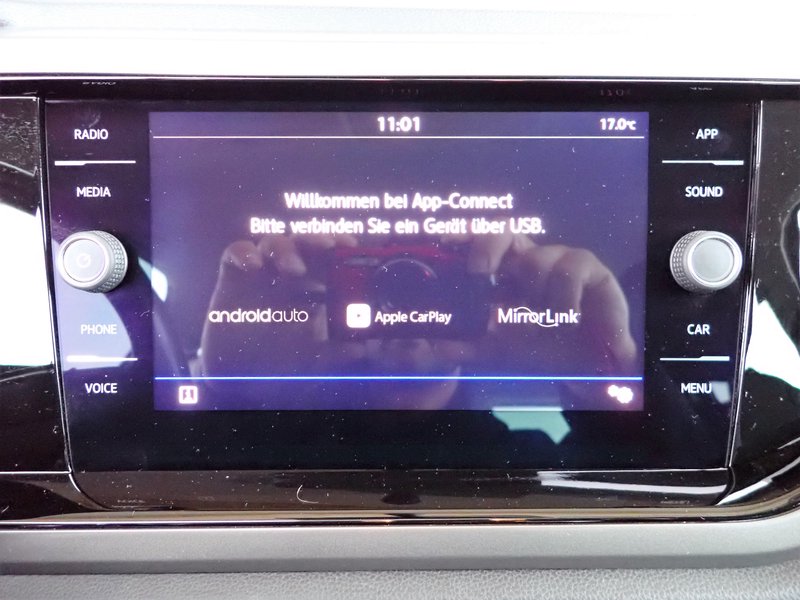 RADIO
MEDIA
PHONE
VOICE
11:01
17.0°C
Willkommen bei App-Connect
Bitte verbinden Sie ein Gerät über USB.
androidauto
Apple CarPlay
MirrorLink
APP
SOUND
CAR
MENU